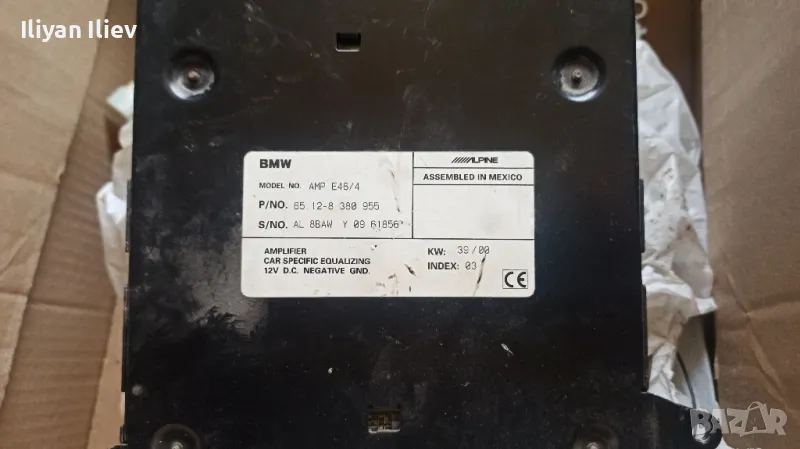 Iliyan Iliev
BMW
MODEL NO. AMP E46/4
P/NO. 65 12-8 380 955
S/NO. AL 8BAW Y 09 61856
AMPLIFIER
CAR SPECIFIC EQUALIZING
12V D.C. NEGATIVE GND.
ALPINE
ASSEMBLED IN MEXICO
KW: 39/00
INDEX: 03
CE
BAZAR